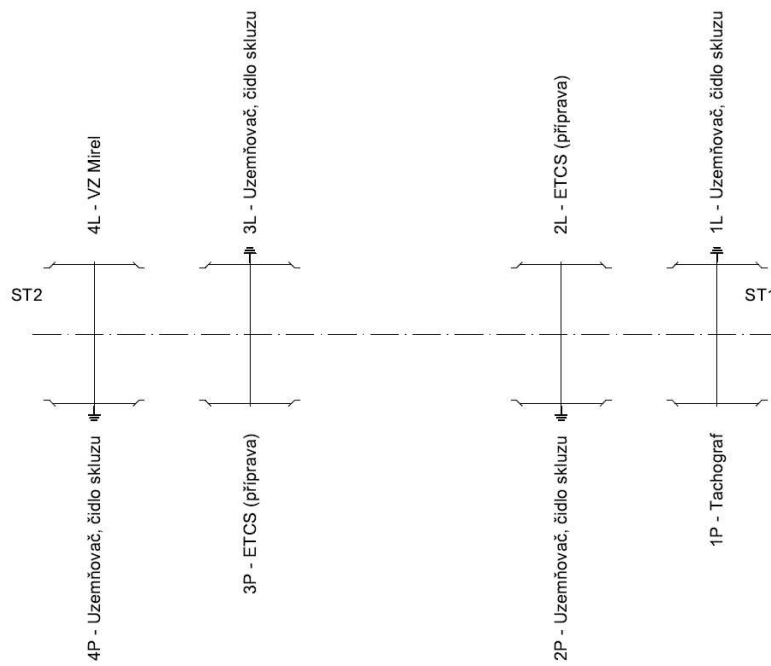 4L - VZ Mirel
3L - Uzemňovač, čidlo skluzu
2L - ETCS (příprava)
1L - Uzemňovač, čidlo skluzu
ST2
ST1
4P - Uzemňovač, čidlo skluzu
3P - ETCS (příprava)
2P - Uzemňovač, čidlo skluzu
1P - Tachograf